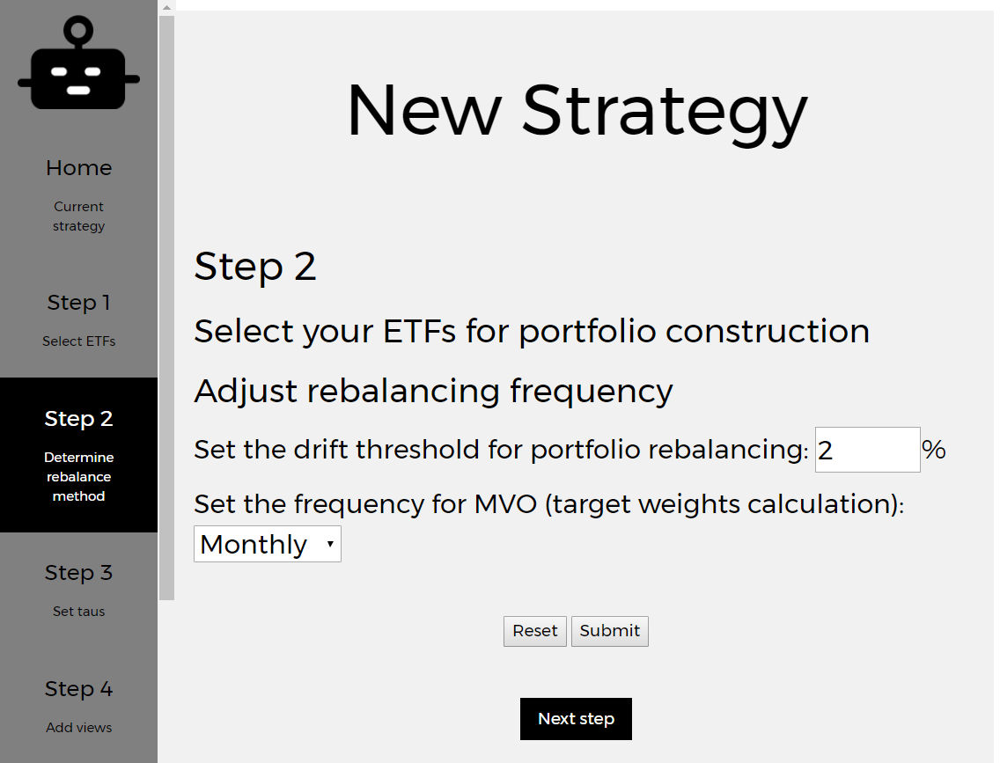 Home
Current
strategy
Step 1
Select ETFs
Step 2
Determine
rebalance
method
Step 3
Set taus
Step 4
Add views
New Strategy
Step 2
Select your ETFs for portfolio construction
Adjust rebalancing frequency
Set the drift threshold for portfolio rebalancing: 2%
Set the frequency for MVO (target weights calculation):
Monthly
Reset Submit
Next step